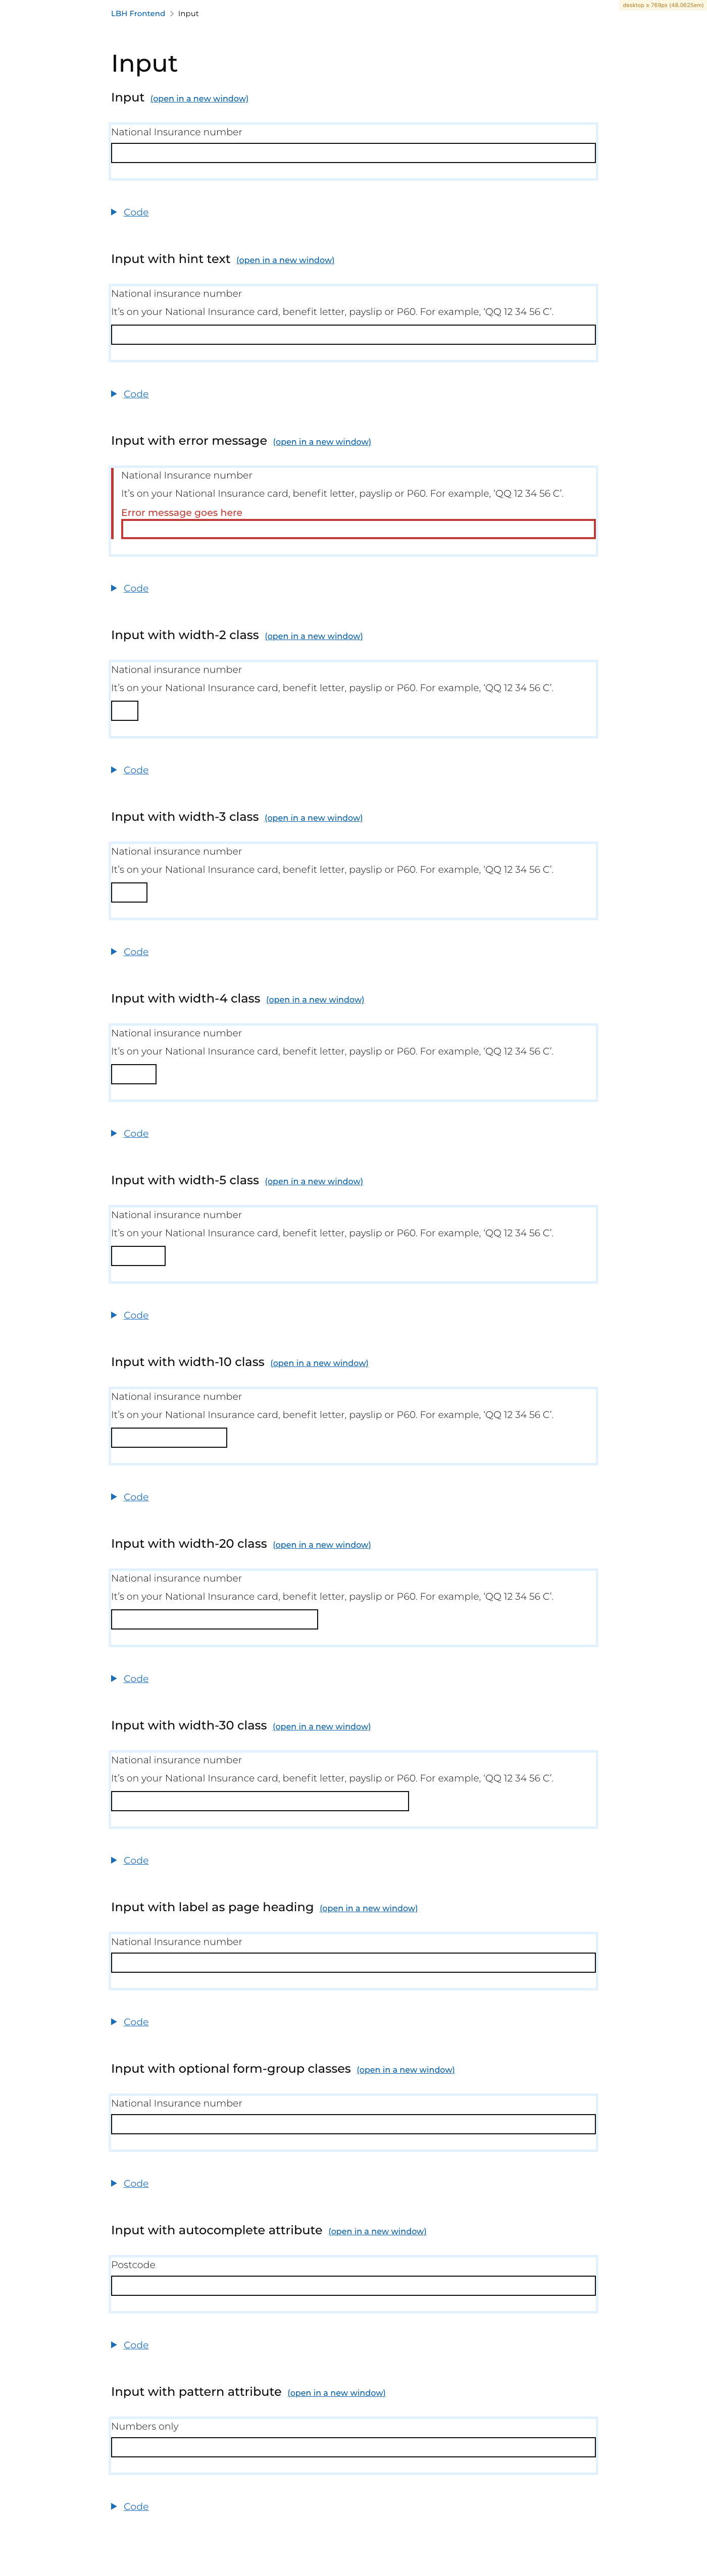 desktop ≥ 769px (48.0625em)
LBH Frontend
Input
Input
Input (open in a new window)
National Insurance number
Code
Input with hint text (open in a new window)
National insurance number
It's on your National Insurance card, benefit letter, payslip or P60. For example, ‘QQ 12 34 56 C’.
Code
Input with error message (open in a new window)
National Insurance number
It's on your National Insurance card, benefit letter, payslip or P60. For example, ‘QQ 12 34 56 C’.
Error message goes here
Code
Input with width-2 class (open in a new window)
National insurance number
It's on your National Insurance card, benefit letter, payslip or P60. For example, ‘QQ 12 34 56 C’.
Code
Input with width-3 class (open in a new window)
National insurance number
It's on your National Insurance card, benefit letter, payslip or P60. For example, ‘QQ 12 34 56 C’.
Code
Input with width-4 class (open in a new window)
National insurance number
It's on your National Insurance card, benefit letter, payslip or P60. For example, ‘QQ 12 34 56 C’.
Code
Input with width-5 class (open in a new window)
National insurance number
It's on your National Insurance card, benefit letter, payslip or P60. For example, ‘QQ 12 34 56 C’.
Code
Input with width-10 class (open in a new window)
National insurance number
It's on your National Insurance card, benefit letter, payslip or P60. For example, ‘QQ 12 34 56 C’.
Code
Input with width-20 class (open in a new window)
National insurance number
It's on your National Insurance card, benefit letter, payslip or P60. For example, ‘QQ 12 34 56 C’.
Code
Input with width-30 class (open in a new window)
National insurance number
It's on your National Insurance card, benefit letter, payslip or P60. For example, ‘QQ 12 34 56 C’.
Code
Input with label as page heading (open in a new window)
National Insurance number
Code
Input with optional form-group classes (open in a new window)
National Insurance number
Code
Input with autocomplete attribute (open in a new window)
Postcode
Code
Input with pattern attribute (open in a new window)
Numbers only
Code